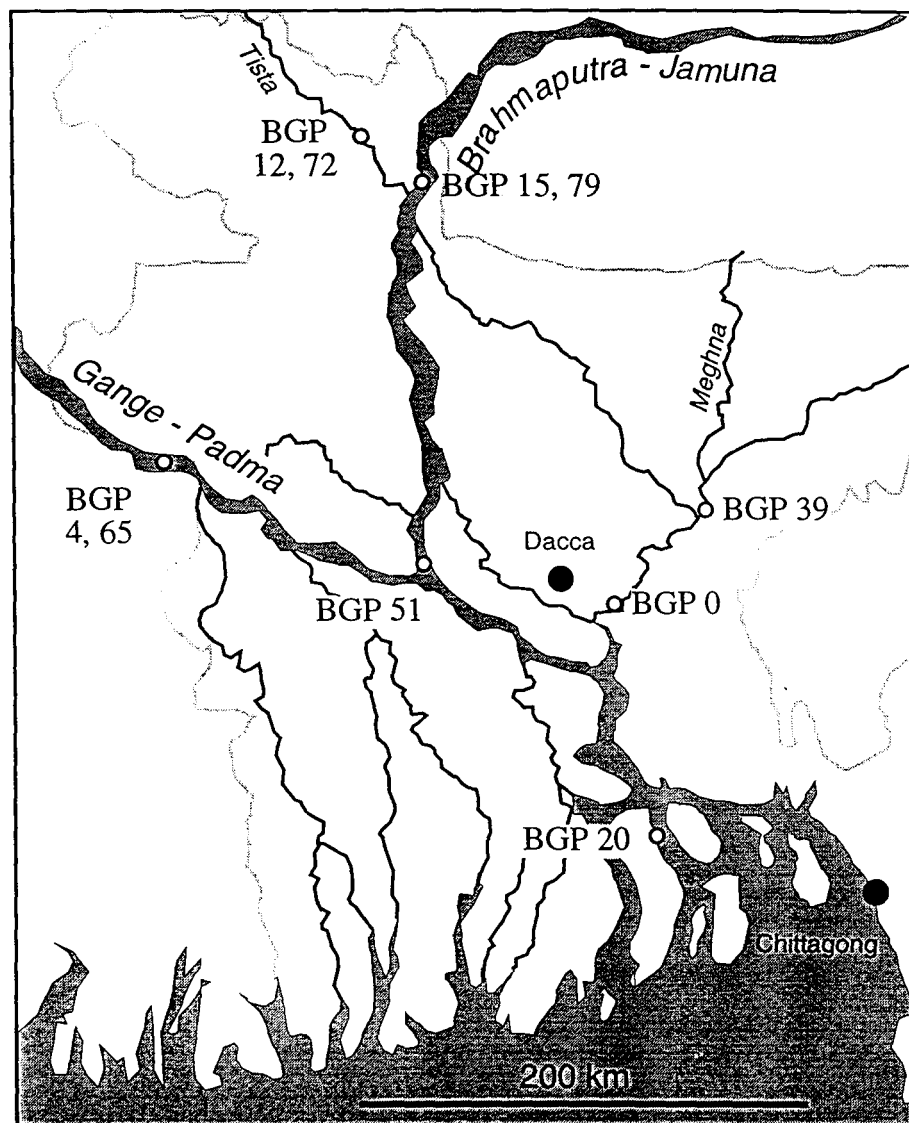 Tista
Brahmaputra - Jamuna
BGP
12, 72
BGP 15, 79
Meghna
Gange - Padma
BGP
4, 65
BGP 39
Dacca
BGP 51
BGP 0
BGP 20
Chittagong
200 km